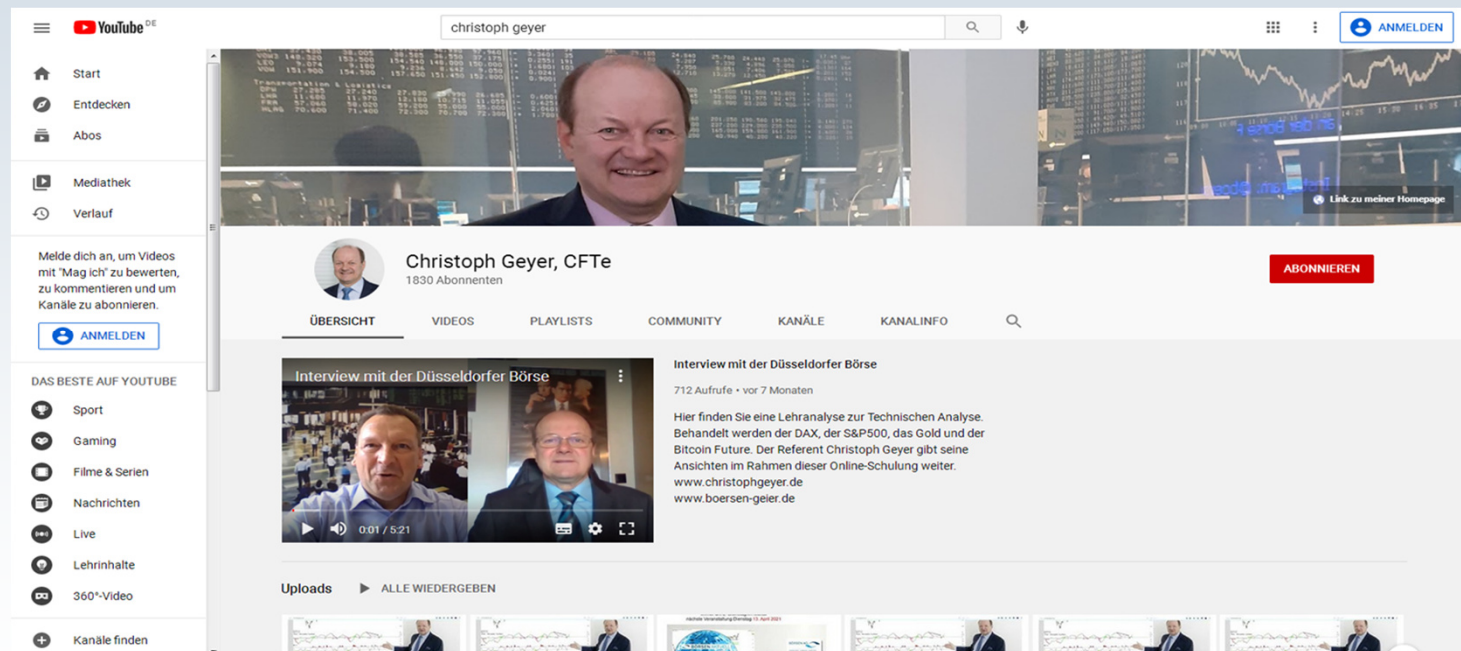 YouTube DE
christoph geyer
ANMELDEN
Start
Entdecken
Abos
Mediathek
Verlauf
Melde dich an, um Videos
mit "Mag ich" zu bewerten,
zu kommentieren und um
Kanäle zu abonnieren.
ANMELDEN
DAS BESTE AUF YOUTUBE
Sport
Gaming
Filme & Serien
Nachrichten
Live
Lehrinhalte
360°-Video
Kanäle finden
Link zu meiner Homepage
Christoph Geyer, CFTe
1830 Abonnenten
ABONNIEREN
ÜBERSICHT VIDEOS PLAYLISTS COMMUNITY KANÄLE KANALINFO
Interview mit der Düsseldorfer Börse
0:01 / 5:21
Interview mit der Düsseldorfer Börse
712 Aufrufe • vor 7 Monaten
Hier finden Sie eine Lehranalyse zur Technischen Analyse.
Behandelt werden der DAX, der S&P500, das Gold und der
Bitcoin Future. Der Referent Christoph Geyer gibt seine
Ansichten im Rahmen dieser Online-Schulung weiter.
www.christophgeyer.de
www.boersen-geier.de
Uploads ALLE WIEDERGEBEN
nächste Veranstaltung Dienstag 13. April 2021